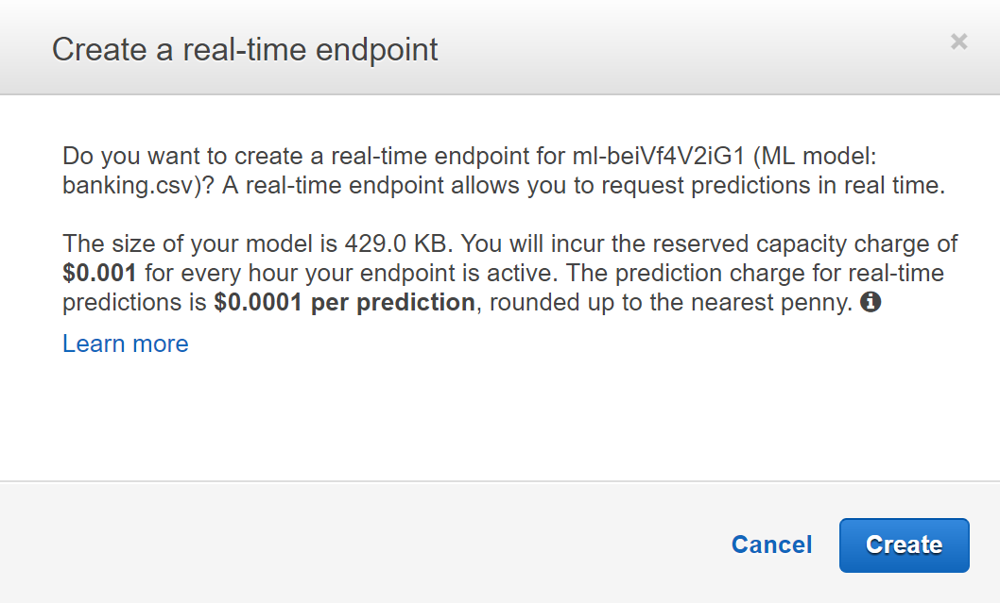 Create a real-time endpoint
×
Do you want to create a real-time endpoint for ml-beiVf4V2iG1 (ML model:
banking.csv)? A real-time endpoint allows you to request predictions in real time.
The size of your model is 429.0 KB. You will incur the reserved capacity charge of
$0.001 for every hour your endpoint is active. The prediction charge for real-time
predictions is $0.0001 per prediction, rounded up to the nearest penny.
Learn more
Cancel
Create